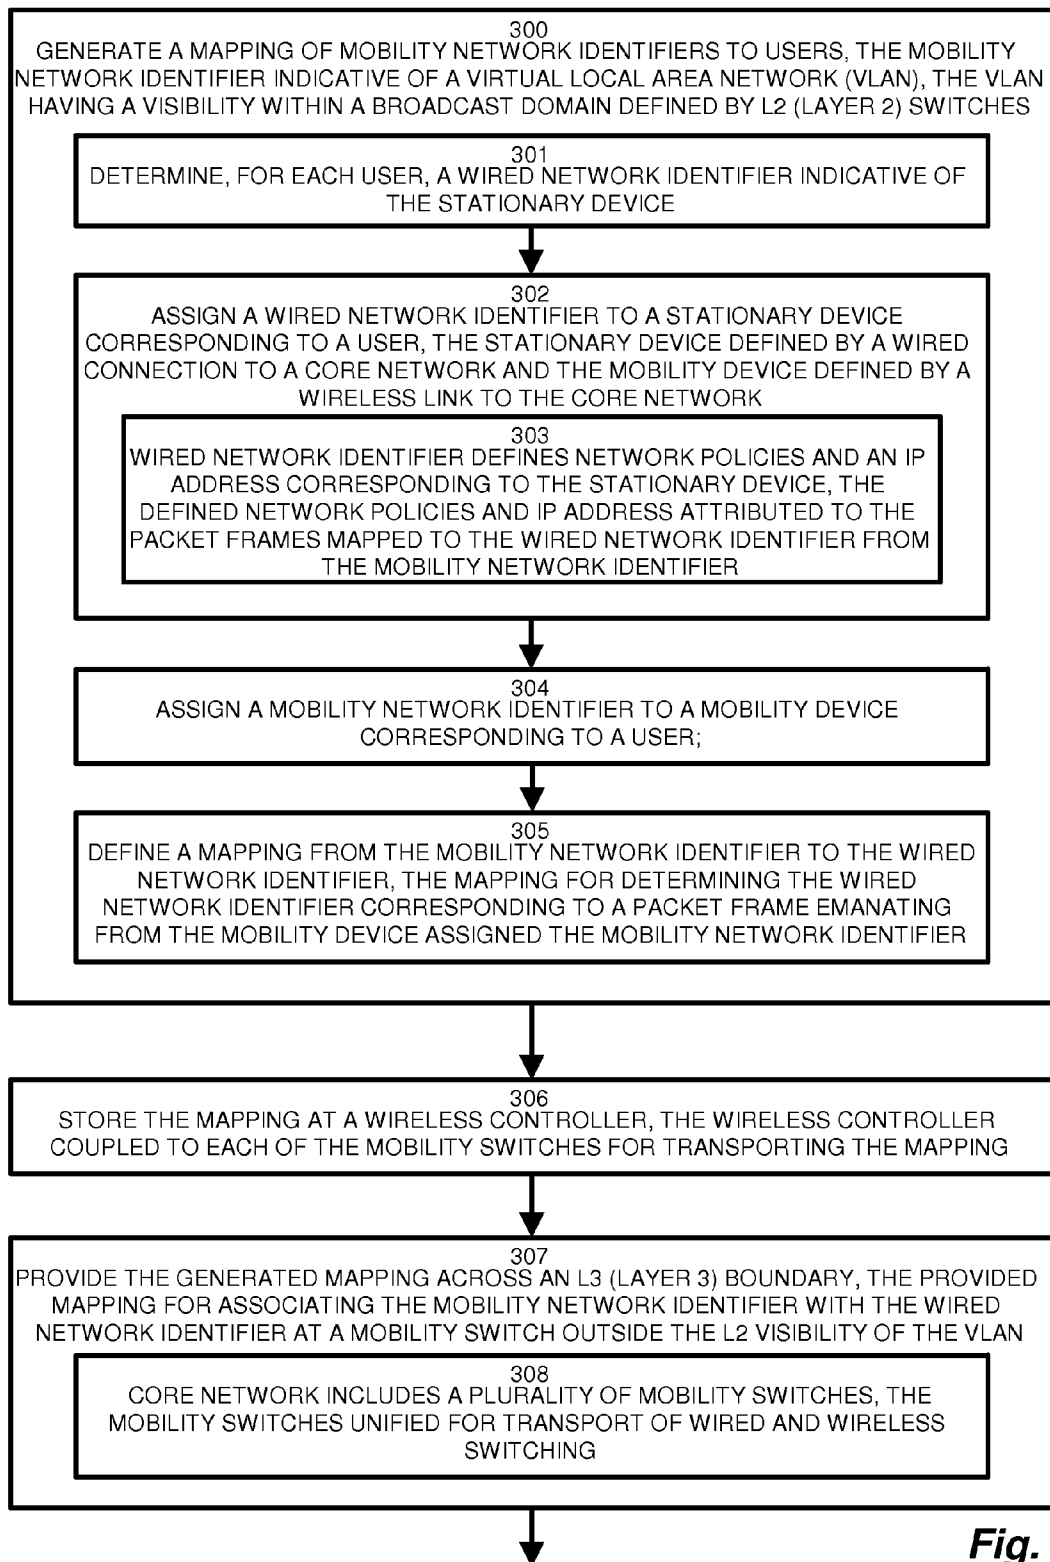 300
GENERATE A MAPPING OF MOBILITY NETWORK IDENTIFIERS TO USERS, THE MOBILITY
NETWORK IDENTIFIER INDICATIVE OF A VIRTUAL LOCAL AREA NETWORK (VLAN), THE VLAN
HAVING A VISIBILITY WITHIN A BROADCAST DOMAIN DEFINED BY L2 (LAYER 2) SWITCHES
301
DETERMINE, FOR EACH USER, A WIRED NETWORK IDENTIFIER INDICATIVE OF
THE STATIONARY DEVICE
302
ASSIGN A WIRED NETWORK IDENTIFIER TO A STATIONARY DEVICE
CORRESPONDING TO A USER, THE STATIONARY DEVICE DEFINED BY A WIRED
CONNECTION TO A CORE NETWORK AND THE MOBILITY DEVICE DEFINED BY A
WIRELESS LINK TO THE CORE NETWORK
303
WIRED NETWORK IDENTIFIER DEFINES NETWORK POLICIES AND AN IP
ADDRESS CORRESPONDING TO THE STATIONARY DEVICE, THE
DEFINED NETWORK POLICIES AND IP ADDRESS ATTRIBUTED TO THE
PACKET FRAMES MAPPED TO THE WIRED NETWORK IDENTIFIER FROM
THE MOBILITY NETWORK IDENTIFIER
304
ASSIGN A MOBILITY NETWORK IDENTIFIER TO A MOBILITY DEVICE
CORRESPONDING TO A USER;
305
DEFINE A MAPPING FROM THE MOBILITY NETWORK IDENTIFIER TO THE WIRED
NETWORK IDENTIFIER, THE MAPPING FOR DETERMINING THE WIRED
NETWORK IDENTIFIER CORRESPONDING TO A PACKET FRAME EMANATING
FROM THE MOBILITY DEVICE ASSIGNED THE MOBILITY NETWORK IDENTIFIER
306
STORE THE MAPPING AT A WIRELESS CONTROLLER, THE WIRELESS CONTROLLER
COUPLED TO EACH OF THE MOBILITY SWITCHES FOR TRANSPORTING THE MAPPING
307
PROVIDE THE GENERATED MAPPING ACROSS AN L3 (LAYER 3) BOUNDARY, THE PROVIDED
MAPPING FOR ASSOCIATING THE MOBILITY NETWORK IDENTIFIER WITH THE WIRED
NETWORK IDENTIFIER AT A MOBILITY SWITCH OUTSIDE THE L2 VISIBILITY OF THE VLAN
308
CORE NETWORK INCLUDES A PLURALITY OF MOBILITY SWITCHES, THE
MOBILITY SWITCHES UNIFIED FOR TRANSPORT OF WIRED AND WIRELESS
SWITCHING
Fig.